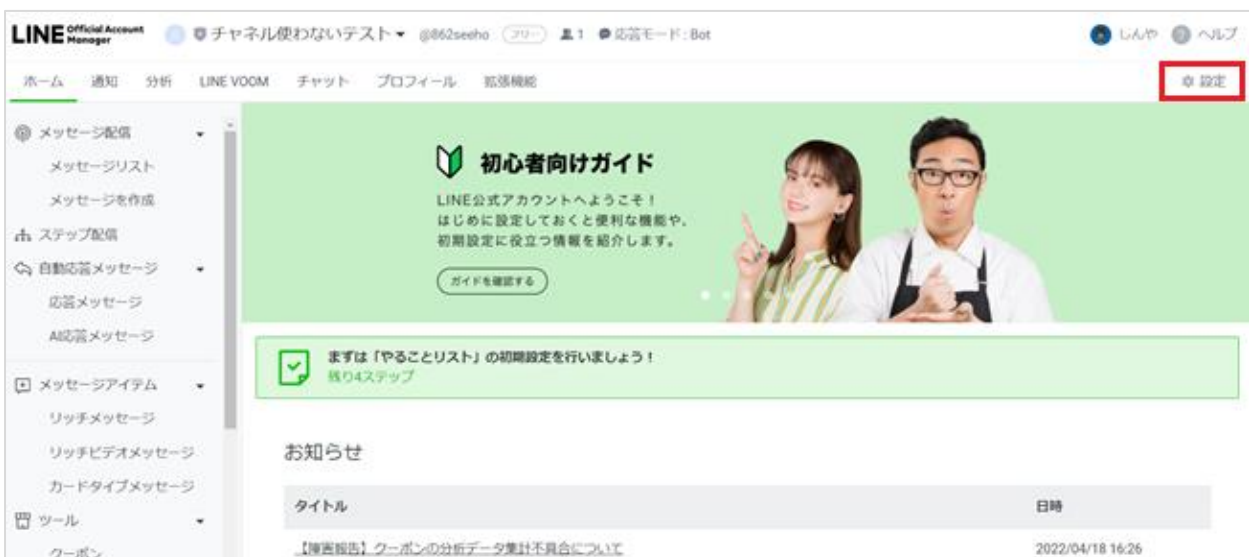 LINE Official Account Manager
チャネル使わないテスト @862seeho フリー 1 応答モード:Bot
しんや ヘルプ
ホーム 通知 分析 LINE VOOM チャット プロフィール 拡張機能 設定
メッセージ配信
メッセージリスト
メッセージを作成
ステップ配信
自動応答メッセージ
応答メッセージ
AI応答メッセージ
メッセージアイテム
リッチメッセージ
リッチビデオメッセージ
カードタイプメッセージ
ツール
クーポン
初心者向けガイド
LINE公式アカウントへようこそ!
はじめに設定しておくと便利な機能や、
初期設定に役立つ情報を紹介します。
ガイドを確認する
まずは「やることリスト」の初期設定を行いましょう!
残り4ステップ
お知らせ
タイトル 日時
【障害報告】クーポンの分析データ集計不具合について 2022/04/18 16:26